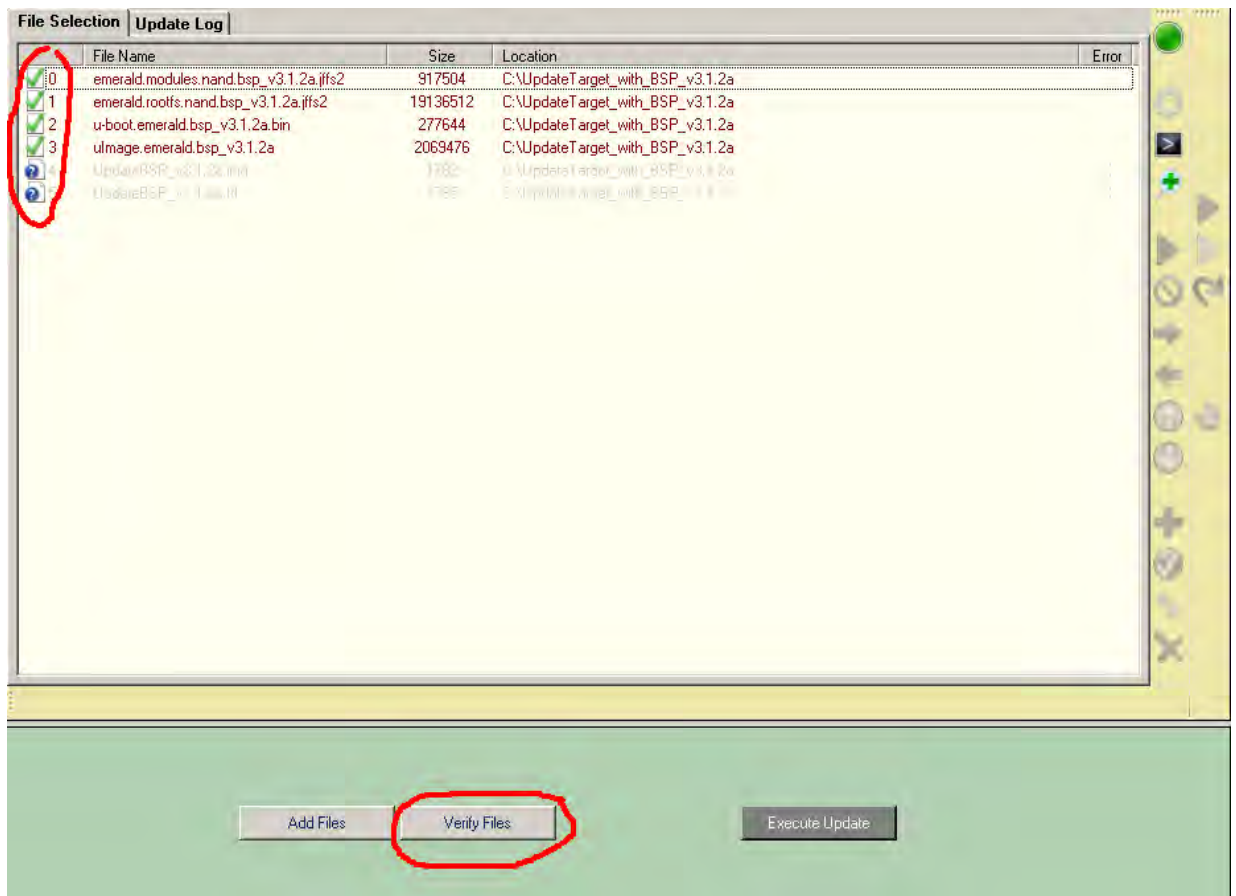 File Selection Update Log
File Name Size Location Error
0 emerald.modules.nand.bsp_v3.1.2a.jffs2 917504 C:\UpdateTarget_with_BSP_v3.1.2a
1 emerald.rootfs.nand.bsp_v3.1.2a.jffs2 19136512 C:\UpdateTarget_with_BSP_v3.1.2a
2 u-boot.emerald.bsp_v3.1.2a.bin 277644 C:\UpdateTarget_with_BSP_v3.1.2a
3 uImage.emerald.bsp_v3.1.2a 2069476 C:\UpdateTarget_with_BSP_v3.1.2a
Add Files Verify Files Execute Update